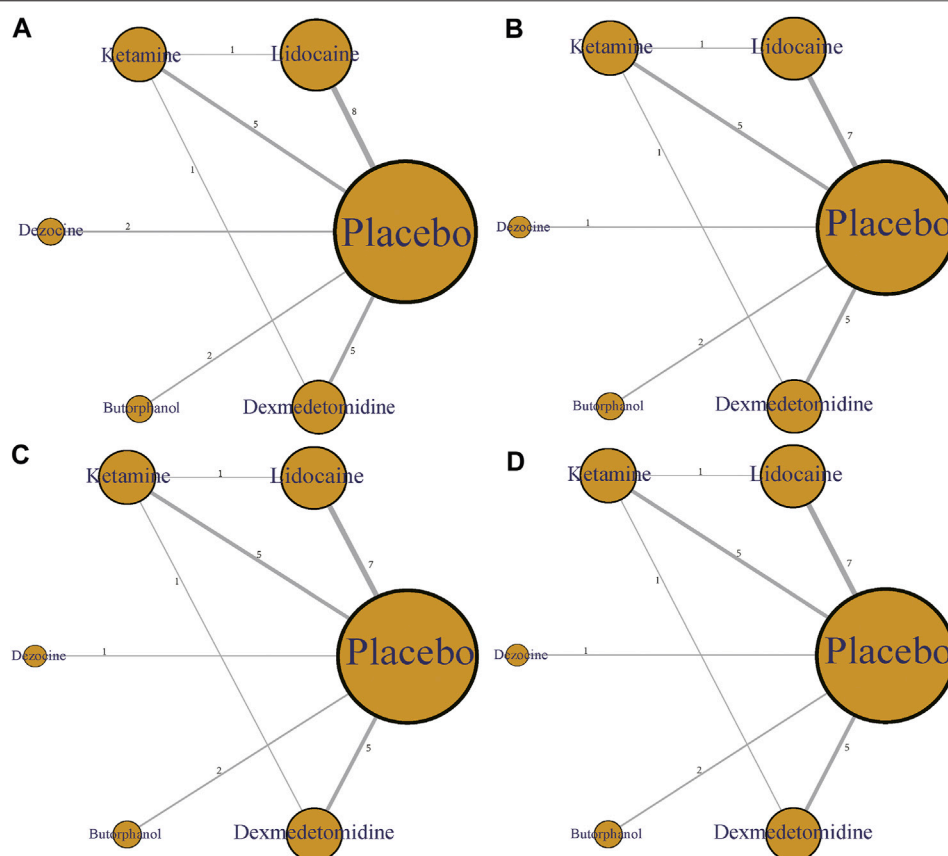 A
Ketamine
1
Lidocaine
8
5
1
Dezocine
2
Placebo
2
5
Butorphanol
Dexmedetomidine
B
Ketamine
1
Lidocaine
7
5
1
Dezocine
1
Placebo
2
5
Butorphanol
Dexmedetomidine
C
Ketamine
1
Lidocaine
5
7
1
Dezocine
1
Placebo
2
5
Butorphanol
Dexmedetomidine
D
Ketamine
1
Lidocaine
5
7
1
Dezocine
1
Placebo
2
5
Butorphanol
Dexmedetomidine